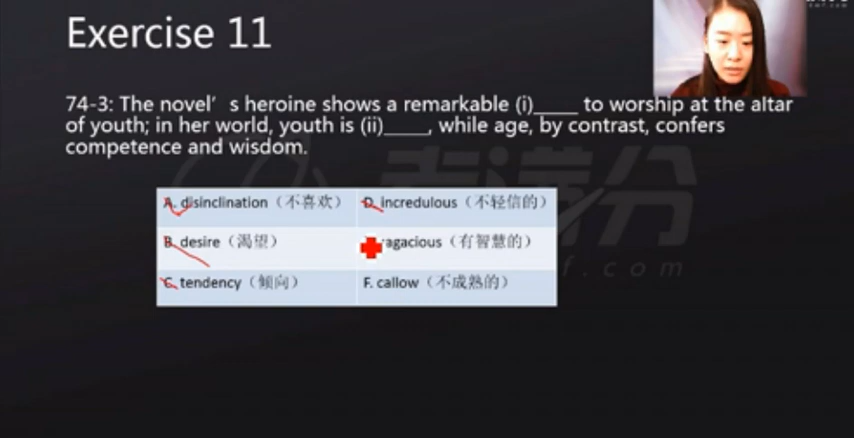 Exercise 11
74-3: The novel' s heroine shows a remarkable (i)____ to worship at the altar
of youth; in her world, youth is (ii)____, while age, by contrast, confers
competence and wisdom.
A. disinclination（不喜欢） D. incredulous（不轻信的）
B. desire（渴望） agacious（有智慧的）
C. tendency（倾向） F. callow（不成熟的）